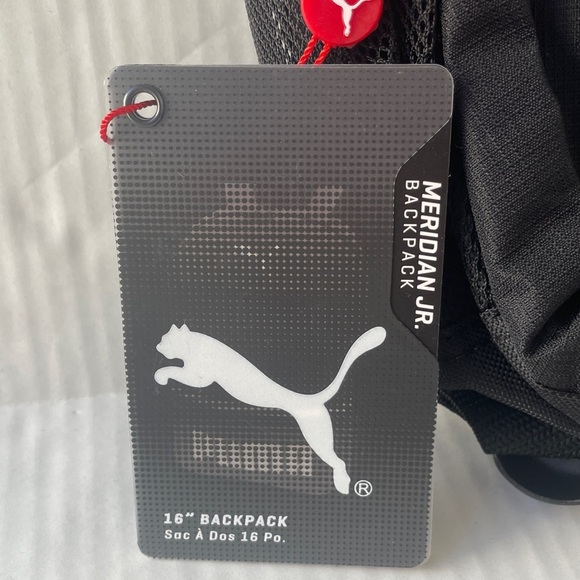 MERIDIAN JR.
BACKPACK
®
16" BACKPACK
Sac À Dos 16 Po.